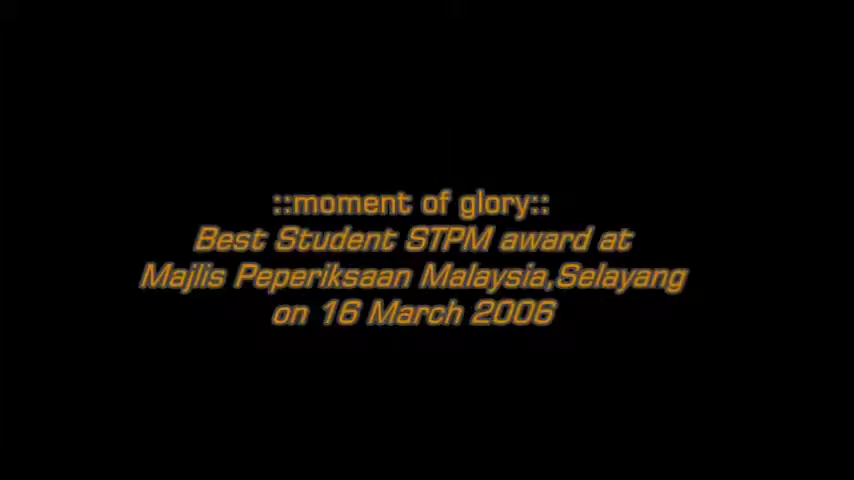 ::moment of glory::
Best Student STPM award at
Majlis Peperiksaan Malaysia,Selayang
on 16 March 2006